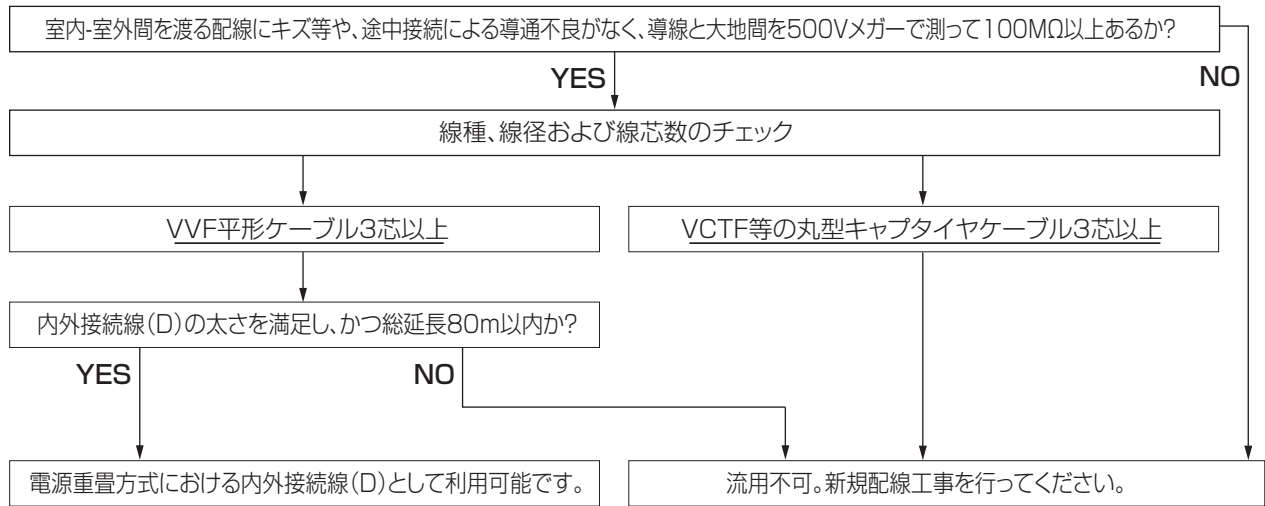 室内-室外間を渡る配線にキズ等や、途中接続による導通不良がなく、導線と大地間を500Vメガーで測って100MΩ以上あるか?
YES
NO
線種、線径および線芯数のチェック
VVF平形ケーブル3芯以上
VCTF等の丸型キャプタイヤケーブル3芯以上
内外接続線(D)の太さを満足し、かつ総延長80m以内か?
YES
NO
電源重畳方式における内外接続線(D)として利用可能です。
流用不可。新規配線工事を行ってください。